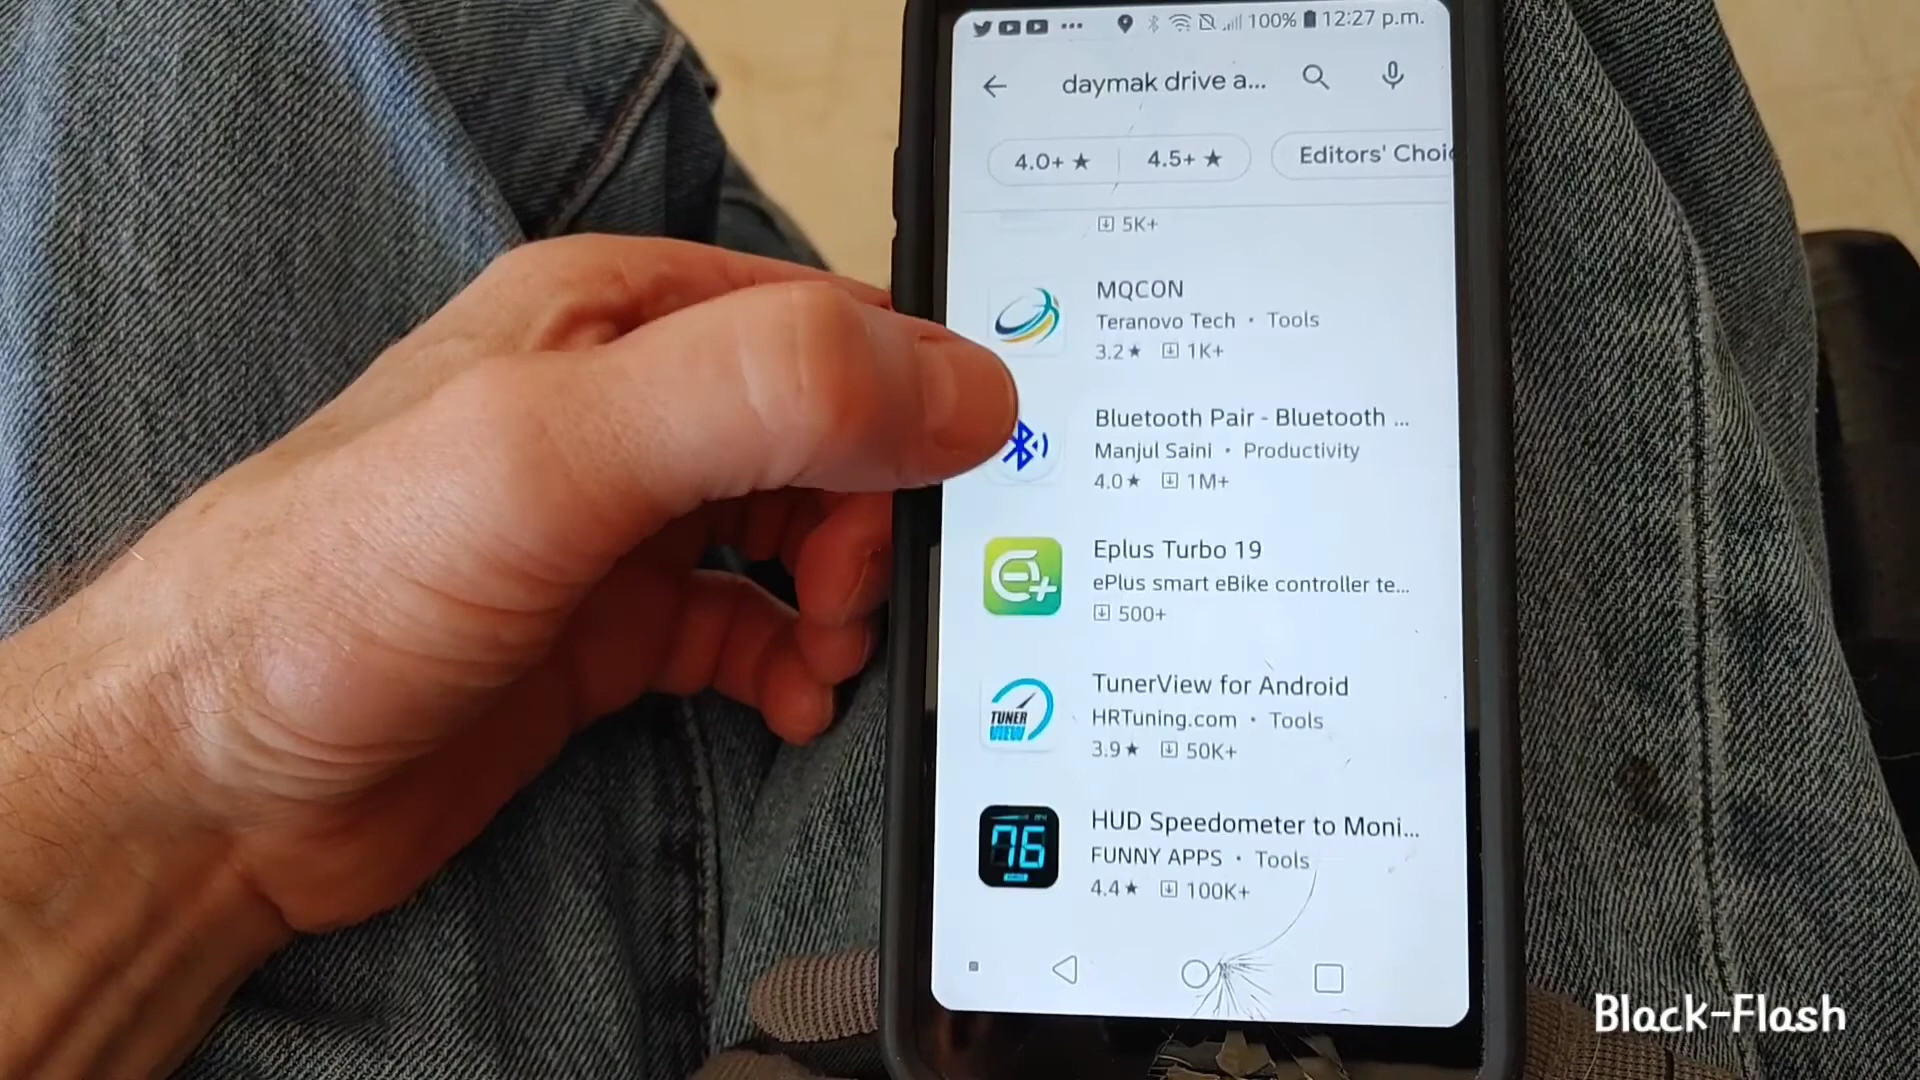 100% 12:27 p.m.
daymak drive a...
4.0+ ★ 4.5+ ★ Editors' Choi
5K+
MQCON
Teranovo Tech • Tools
3.2 ★ 1K+
Bluetooth Pair - Bluetooth ...
Manjul Saini • Productivity
4.0 ★ 1M+
Eplus Turbo 19
ePlus smart eBike controller te...
500+
TUNER
VIEW
TunerView for Android
HRTuning.com • Tools
3.9 ★ 50K+
76
HUD Speedometer to Moni...
FUNNY APPS • Tools
4.4 ★ 100K+
Black-Flash